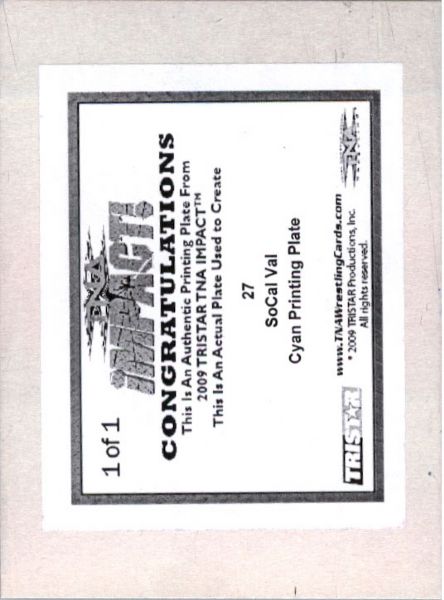 1 of 1
TNA
IMPACT!
CONGRATULATIONS
This Is An Authentic Printing Plate From
2009 TRISTAR TNA IMPACT™
This Is An Actual Plate Used to Create
27
SoCal Val
Cyan Printing Plate
TRISTAR
www.TNAWrestlingCards.com
* 2009 TRISTAR Productions, Inc.
All rights reserved.
TNA